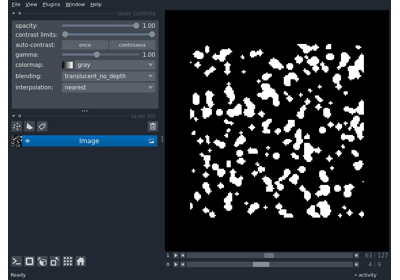 File View Plugins Window Help
layer controls
opacity: 1.00
contrast limits:
auto-contrast: once continuous
gamma: 1.00
colormap: gray
blending: translucent_no_depth
interpolation: nearest
layer list
Image
1 63 127
0 4 9
Ready activity